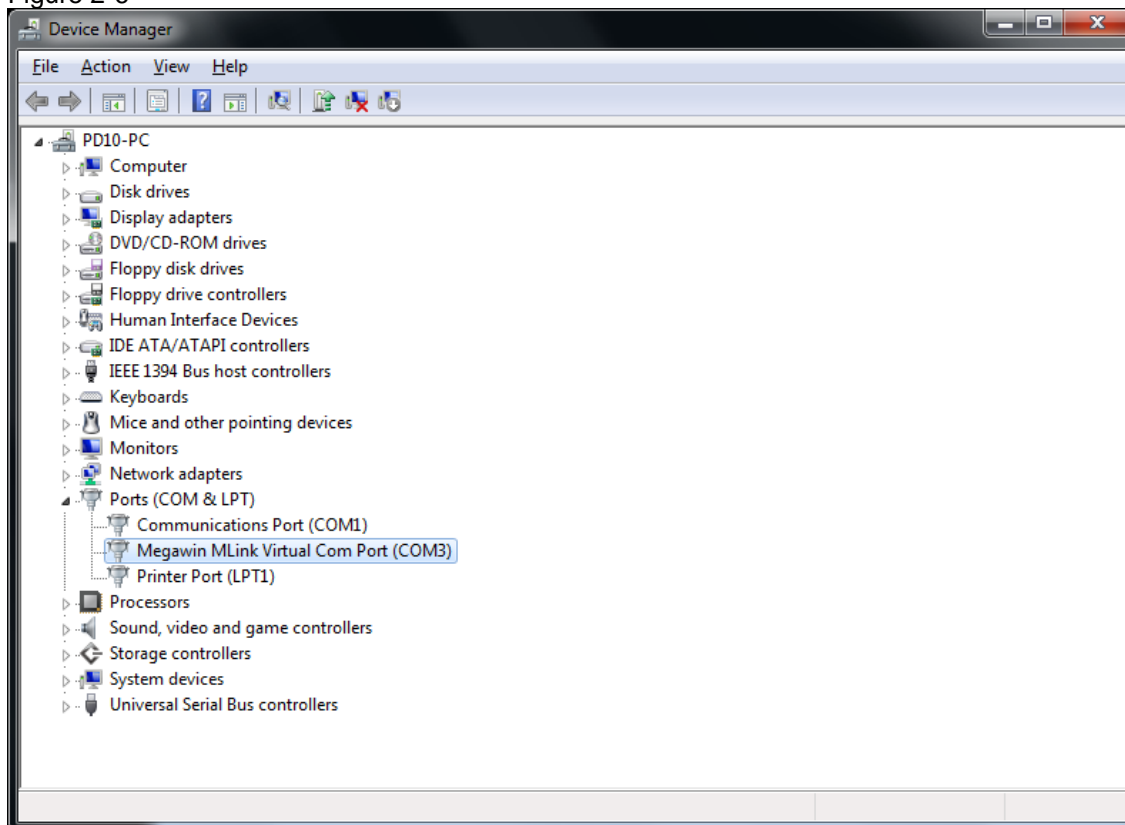 Device Manager
File Action View Help
PD10-PC
Computer
Disk drives
Display adapters
DVD/CD-ROM drives
Floppy disk drives
Floppy drive controllers
Human Interface Devices
IDE ATA/ATAPI controllers
IEEE 1394 Bus host controllers
Keyboards
Mice and other pointing devices
Monitors
Network adapters
Ports (COM & LPT)
Communications Port (COM1)
Megawin MLink Virtual Com Port (COM3)
Printer Port (LPT1)
Processors
Sound, video and game controllers
Storage controllers
System devices
Universal Serial Bus controllers